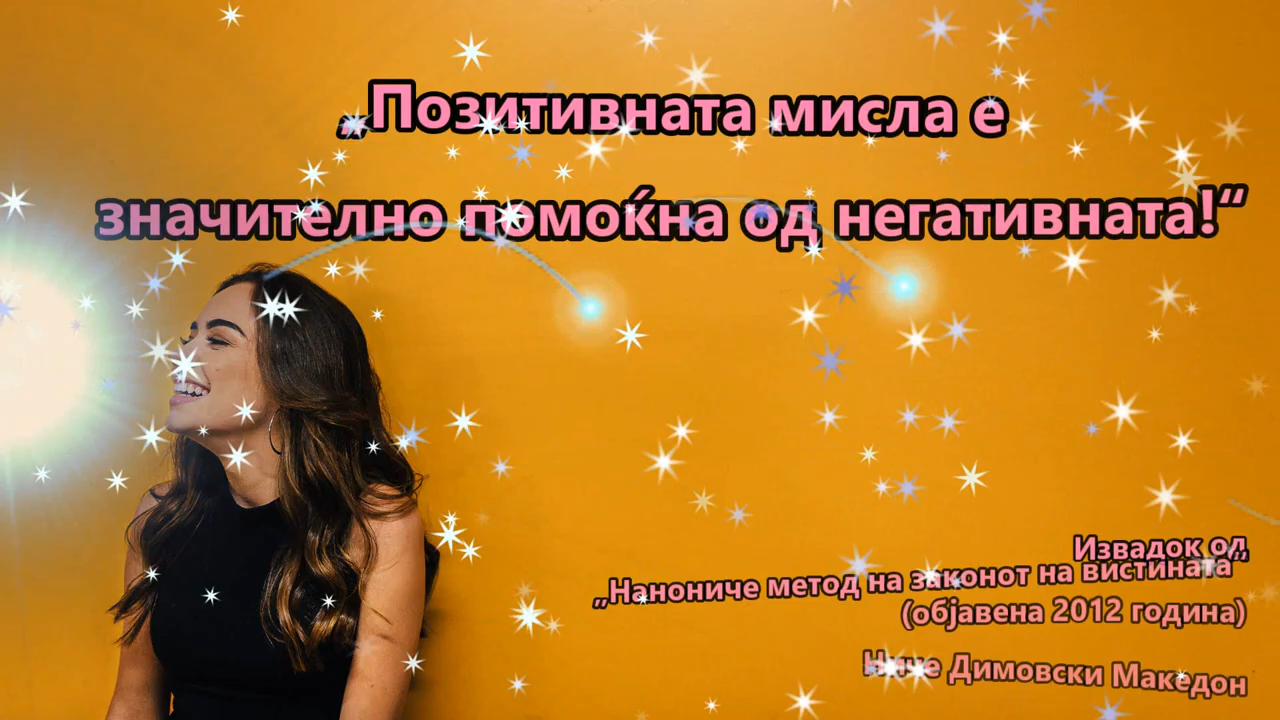 „Позитивната мисла е
значително помоќна од негативната!“
Извадок од
„Нанониче метод на законот на вистината“
(објавена 2012 година)
Ниче Димовски Македон